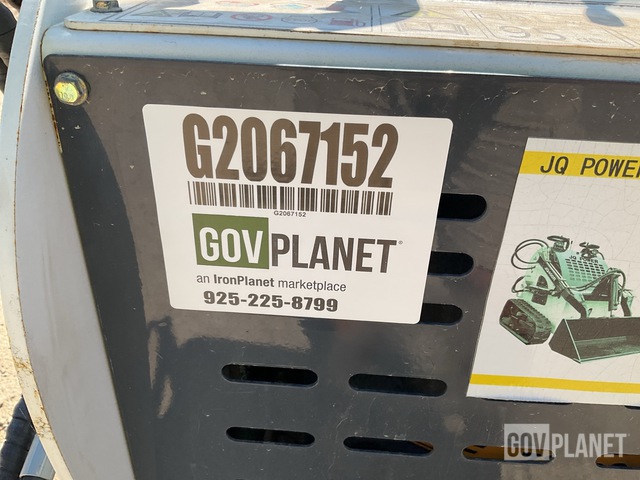 G2067152
G2067152
GOVPLANET®
an IronPlanet marketplace
925-225-8799
JQ POWER
GOVPLANET